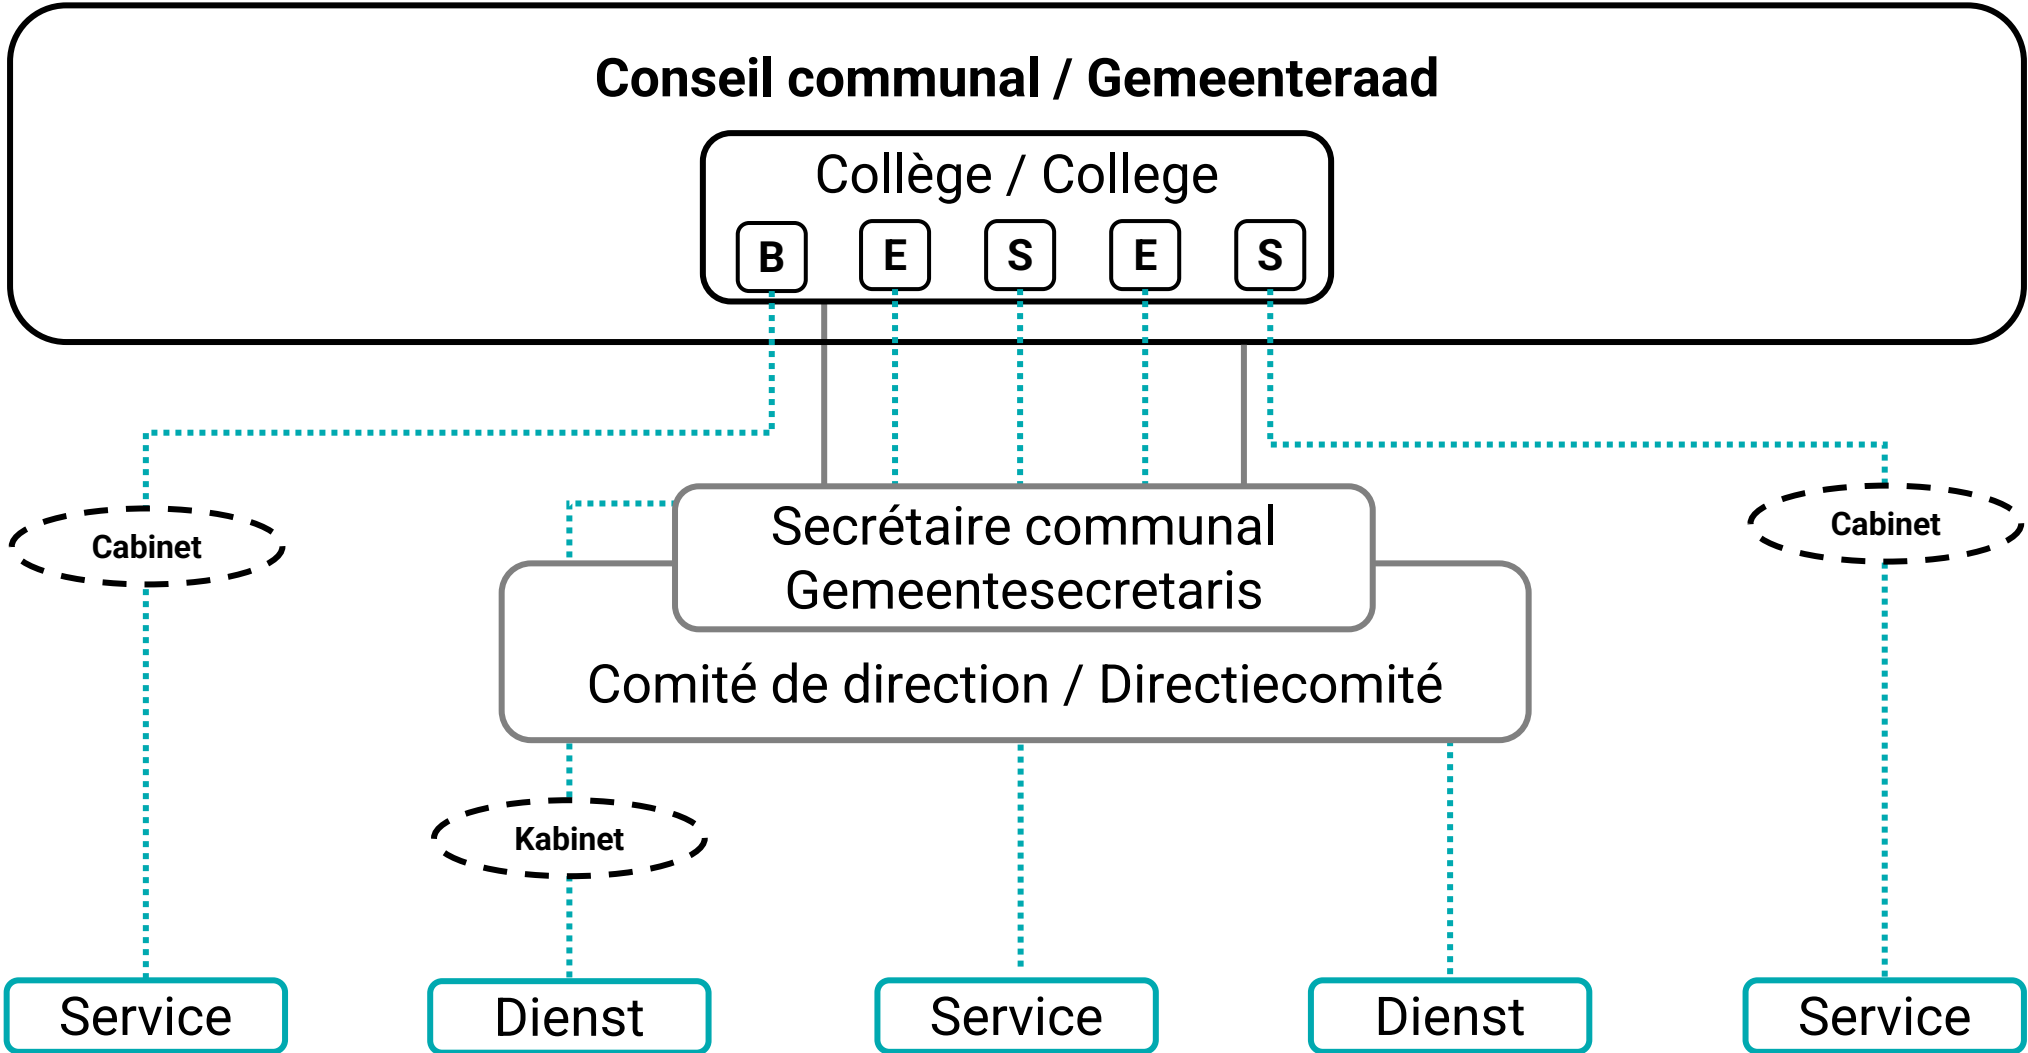 Conseil communal / Gemeenteraad
Collège / College
B E S E S
Secrétaire communal
Gemeentesecretaris
Cabinet
Cabinet
Comité de direction / Directiecomité
Kabinet
Service
Dienst
Service
Dienst
Service